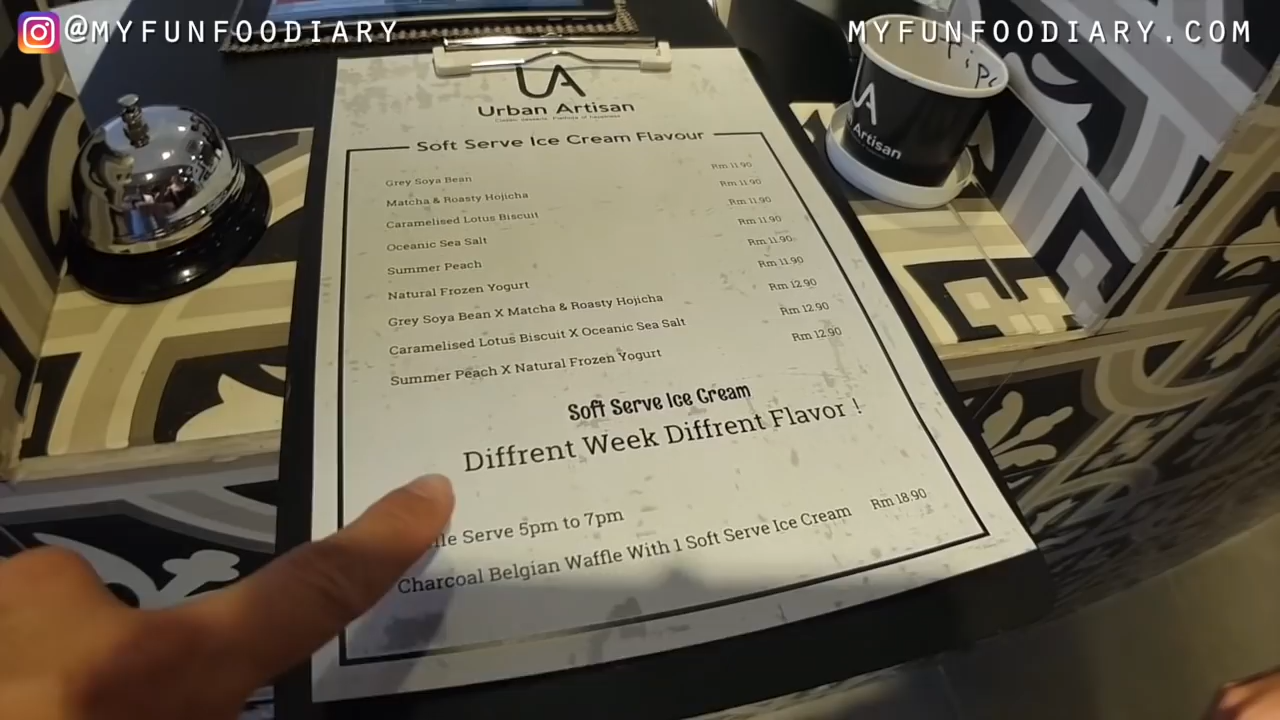 @MYFUNFOODIARY
MYFUNFOODIARY.COM
UA
Urban Artisan
Soft Serve Ice Cream Flavour
Grey Soya Bean Rm 11.90
Matcha & Roasty Hojicha Rm 11.90
Caramelised Lotus Biscuit Rm 11.90
Oceanic Sea Salt Rm 11.90
Summer Peach Rm 11.90
Natural Frozen Yogurt Rm 11.90
Grey Soya Bean X Matcha & Roasty Hojicha Rm 12.90
Caramelised Lotus Biscuit X Oceanic Sea Salt Rm 12.90
Summer Peach X Natural Frozen Yogurt Rm 12.90
Soft Serve Ice Cream
Diffrent Week Diffrent Flavor !
Serve 5pm to 7pm
Charcoal Belgian Waffle With 1 Soft Serve Ice Cream Rm 18.90
UA
Artisan